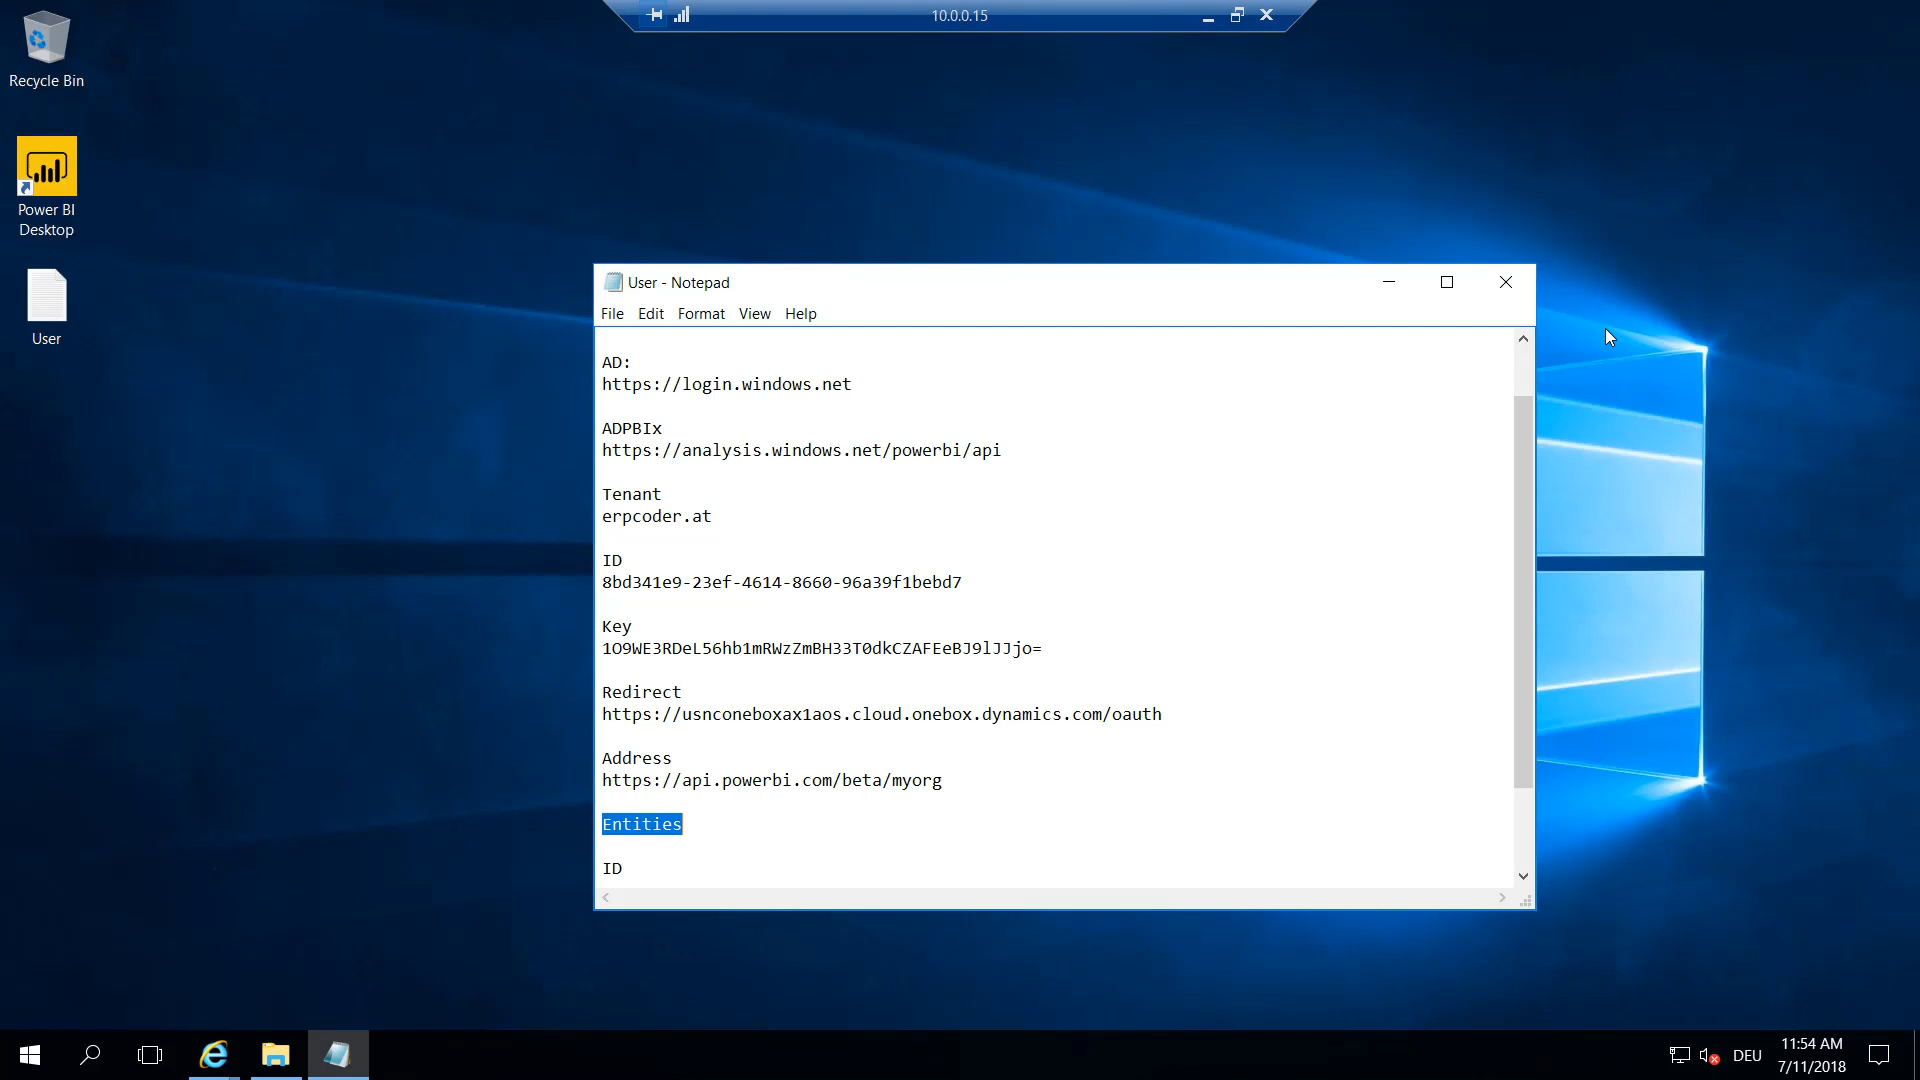 10.0.0.15
Recycle Bin
Power BI
Desktop
User
User - Notepad
File Edit Format View Help
AD:
https://login.windows.net
ADPBIx
https://analysis.windows.net/powerbi/api
Tenant
erpcoder.at
ID
8bd341e9-23ef-4614-8660-96a39f1bebd7
Key
1O9WE3RDeL56hb1mRWzZmBH33T0dkCZAFEeBJ9lJJjo=
Redirect
https://usnconeboxax1aos.cloud.onebox.dynamics.com/oauth
Address
https://api.powerbi.com/beta/myorg
Entities
ID
DEU
11:54 AM
7/11/2018